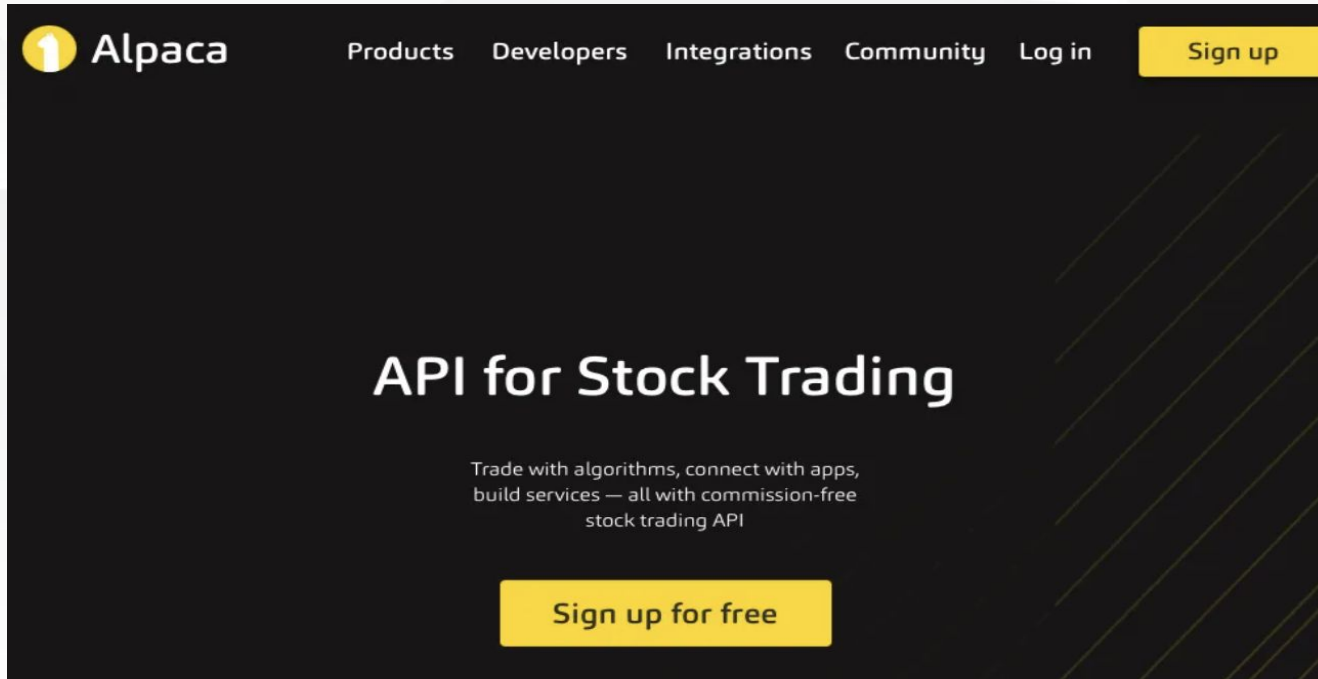 Alpaca
Products Developers Integrations Community Log in Sign up
API for Stock Trading
Trade with algorithms, connect with apps,
build services — all with commission-free
stock trading API
Sign up for free